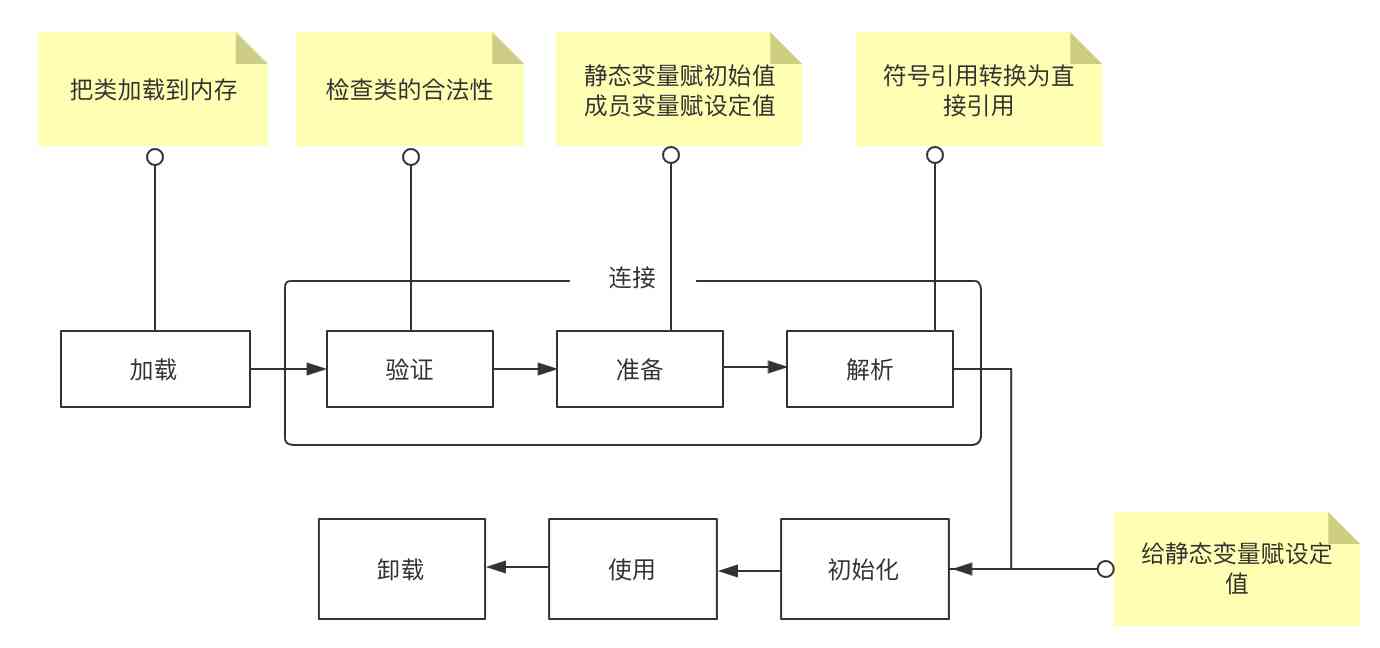 把类加载到内存
检查类的合法性
静态变量赋初始值
成员变量赋设定值
符号引用转换为直
接引用
连接
加载
验证
准备
解析
卸载
使用
初始化
给静态变量赋设定
值